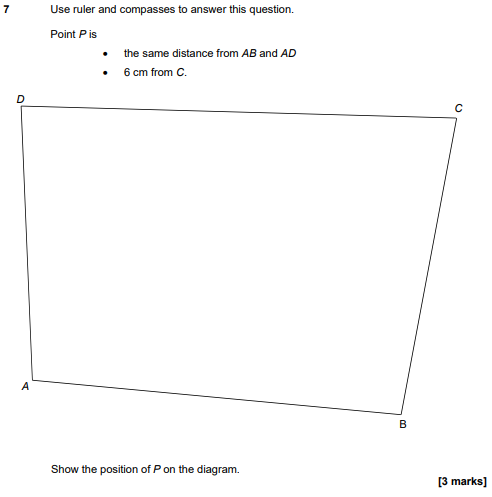 7 Use ruler and compasses to answer this question.
Point P is
• the same distance from AB and AD
• 6 cm from C.
D
C
A
B
Show the position of P on the diagram.
[3 marks]